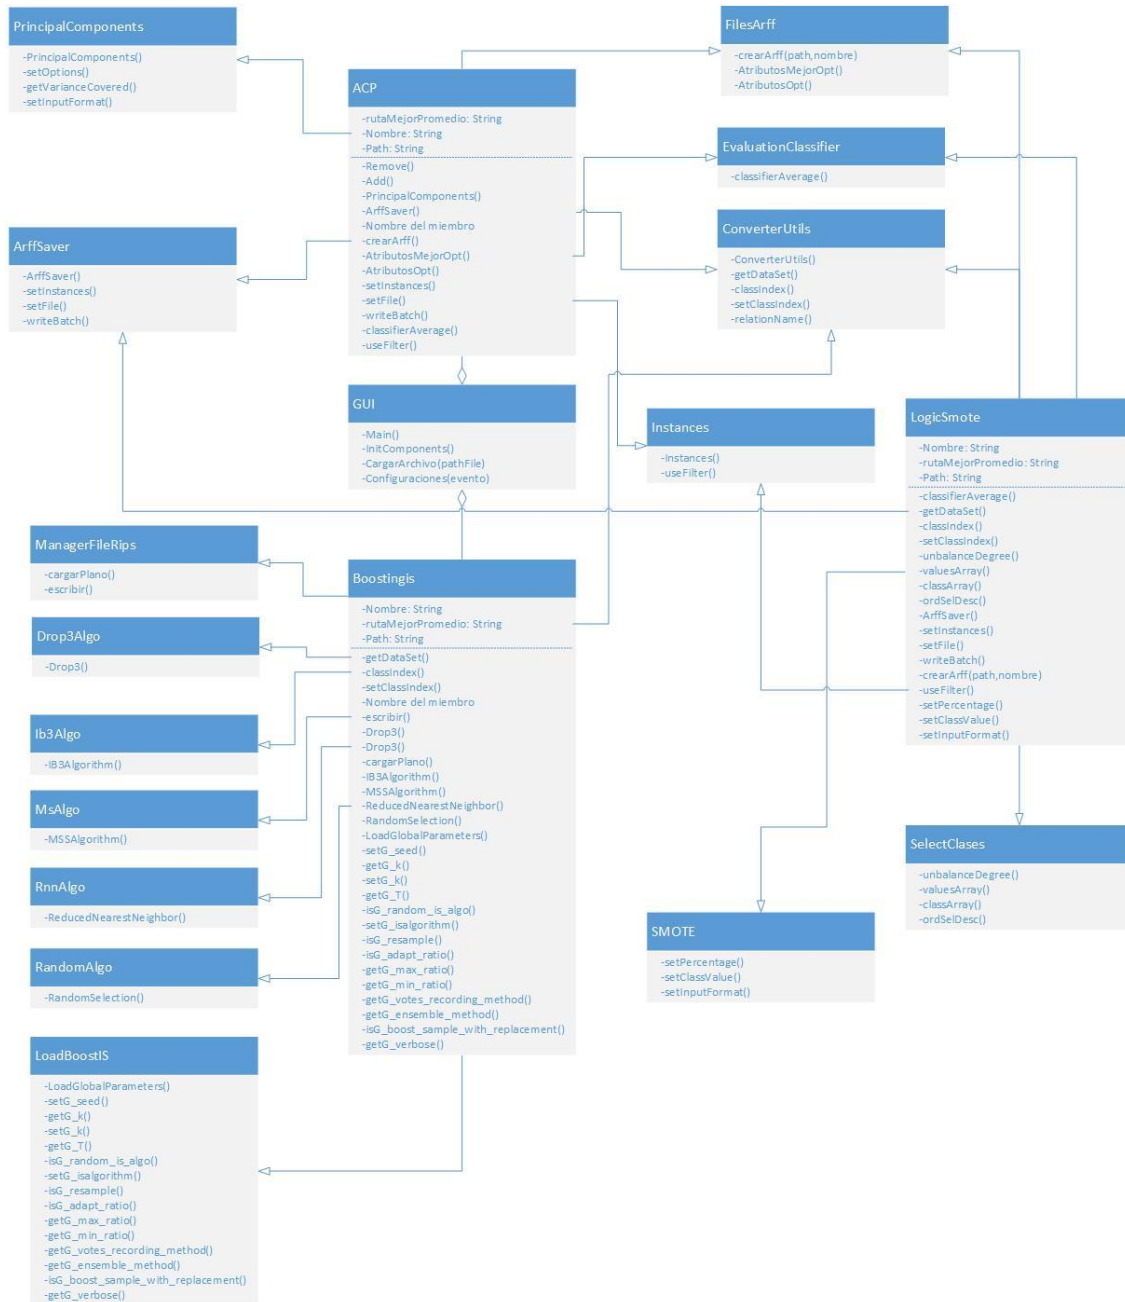 PrincipalComponents
-PrincipalComponents()
-setOptions()
-getVarianceCovered()
-setInputFormat()
FilesArff
-crearArff(path,nombre)
-AtributosMejorOpt()
-AtributosOpt()
ACP
-rutaMejorPromedio: String
-Nombre: String
-Path: String
-Remove()
-Add()
-PrincipalComponents()
-ArffSaver()
-Nombre del miembro
-crearArff()
-AtributosMejorOpt()
-AtributosOpt()
-setInstances()
-setFile()
-writeBatch()
-classifierAverage()
-useFilter()
EvaluationClassifier
-classifierAverage()
ConverterUtils
-ConverterUtils()
-getDataSet()
-classIndex()
-setClassIndex()
-relationName()
ArffSaver
-ArffSaver()
-setInstances()
-setFile()
-writeBatch()
GUI
-Main()
-InitComponents()
-CargarArchivo(pathFile)
-Configuraciones(evento)
Instances
-Instances()
-useFilter()
LogicSmote
-Nombre: String
-rutaMejorPromedio: String
-Path: String
-classifierAverage()
-getDataSet()
-classIndex()
-setClassIndex()
-unbalanceDegree()
-valuesArray()
-classArray()
-ordSelDesc()
-ArffSaver()
-setInstances()
-setFile()
-writeBatch()
-crearArff(path,nombre)
-useFilter()
-setPercentage()
-setClassValue()
-setInputFormat()
ManagerFileRips
-cargarPlano()
-escribir()
Drop3Algo
-Drop3()
Ib3Algo
-IB3Algorithm()
MsAlgo
-MSSAlgorithm()
RnnAlgo
-ReducedNearestNeighbor()
RandomAlgo
-RandomSelection()
Boostingis
-Nombre: String
-rutaMejorPromedio: String
-Path: String
-getDataSet()
-classIndex()
-setClassIndex()
-Nombre del miembro
-escribir()
-Drop3()
-Drop3()
-cargarPlano()
-IB3Algorithm()
-MSSAlgorithm()
-ReducedNearestNeighbor()
-RandomSelection()
-LoadGlobalParameters()
-setG_seed()
-getG_k()
-setG_k()
-getG_T()
-isG_random_is_algo()
-setG_isalgorithm()
-isG_resample()
-isG_adapt_ratio()
-getG_max_ratio()
-getG_min_ratio()
-getG_votes_recording_method()
-getG_ensemble_method()
-isG_boost_sample_with_replacement()
-getG_verbose()
SelectClases
-unbalanceDegree()
-valuesArray()
-classArray()
-ordSelDesc()
SMOTE
-setPercentage()
-setClassValue()
-setInputFormat()
LoadBoostIS
-LoadGlobalParameters()
-setG_seed()
-getG_k()
-setG_k()
-getG_T()
-isG_random_is_algo()
-setG_isalgorithm()
-isG_resample()
-isG_adapt_ratio()
-getG_max_ratio()
-getG_min_ratio()
-getG_votes_recording_method()
-getG_ensemble_method()
-isG_boost_sample_with_replacement()
-getG_verbose()